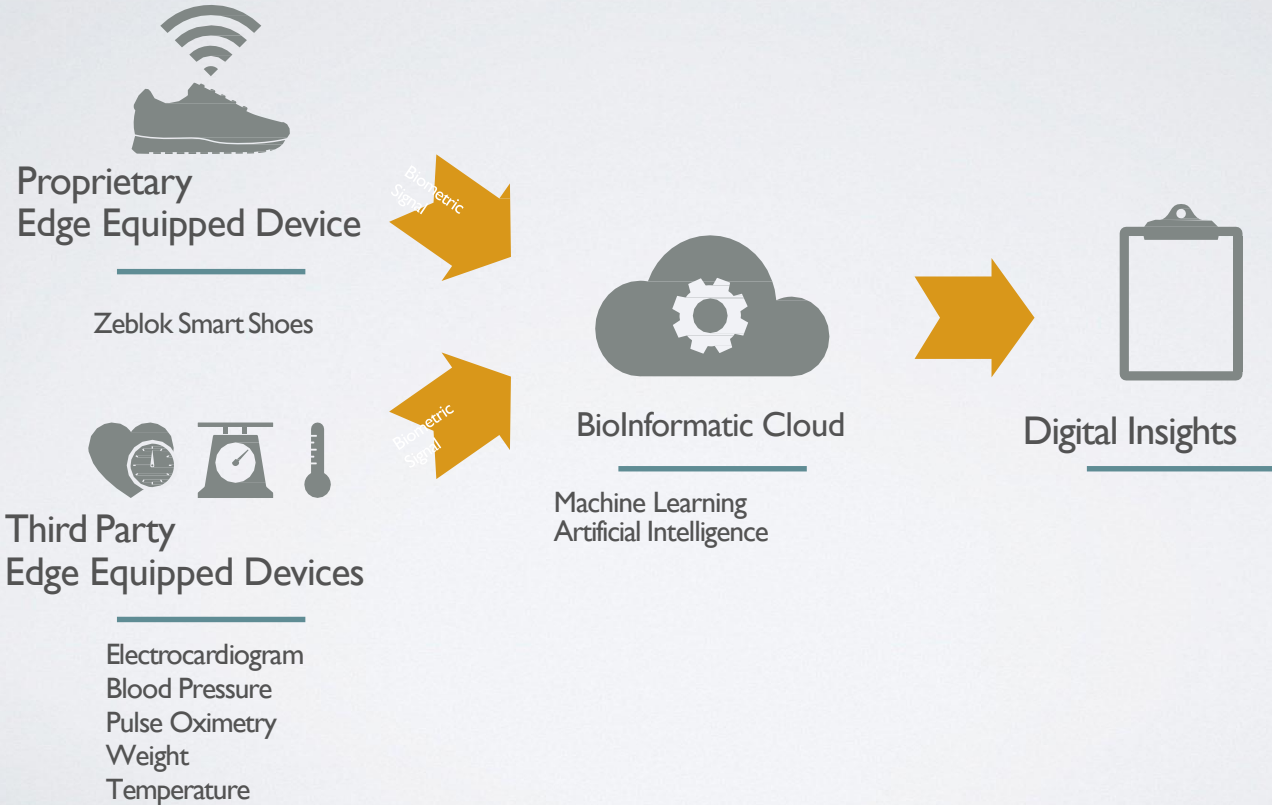 Proprietary
Edge Equipped Device
Zeblok Smart Shoes
Biometric
Signal
Third Party
Edge Equipped Devices
Electrocardiogram
Blood Pressure
Pulse Oximetry
Weight
Temperature
Biometric
Signal
BioInformatic Cloud
Machine Learning
Artificial Intelligence
Digital Insights